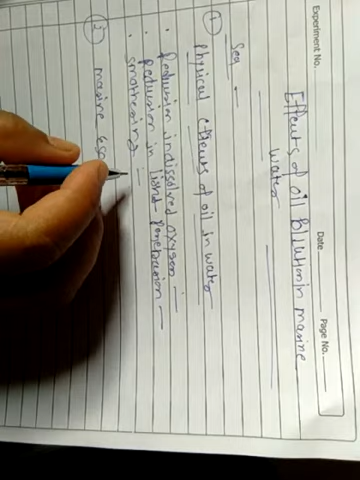 Experiment No.
Date
Page No.
Effects of oil pollution in marine
water
Sea
① Physical effects of oil in water
• Reduction in dissolved oxygen —
• Reduction in light penetration —
• smothering —
② marine